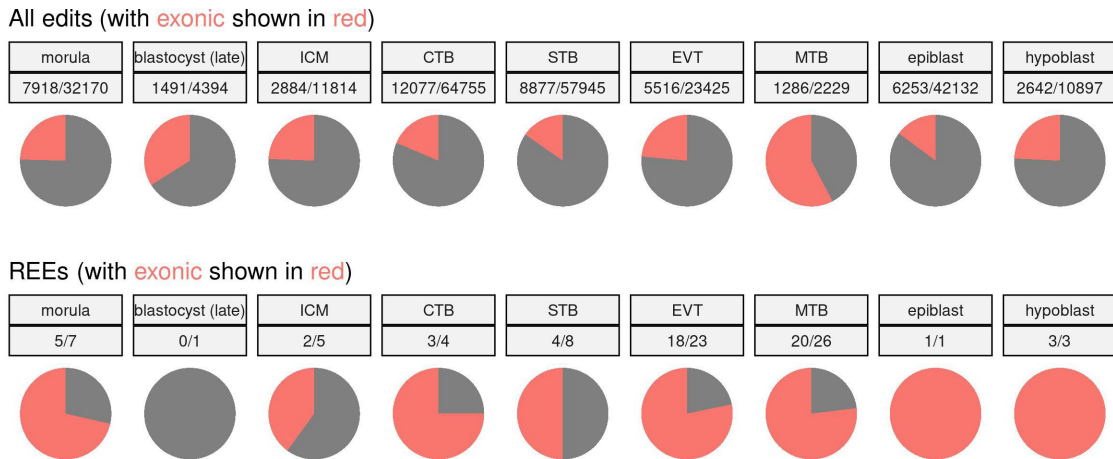 All edits (with exonic shown in red)
morula blastocyst (late) ICM CTB STB EVT MTB epiblast hypoblast
7918/32170 1491/4394 2884/11814 12077/64755 8877/57945 5516/23425 1286/2229 6253/42132 2642/10897
REEs (with exonic shown in red)
morula blastocyst (late) ICM CTB STB EVT MTB epiblast hypoblast
5/7 0/1 2/5 3/4 4/8 18/23 20/26 1/1 3/3